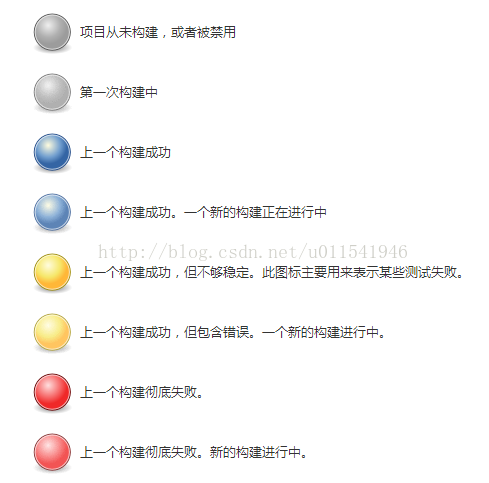 项目从未构建，或者被禁用
第一次构建中
上一个构建成功
上一个构建成功。一个新的构建正在进行中
http://blog.csdn.net/u011541946
上一个构建成功，但不够稳定。此图标主要用来表示某些测试失败。
上一个构建成功，但包含错误。一个新的构建进行中。
上一个构建彻底失败。
上一个构建彻底失败。新的构建进行中。